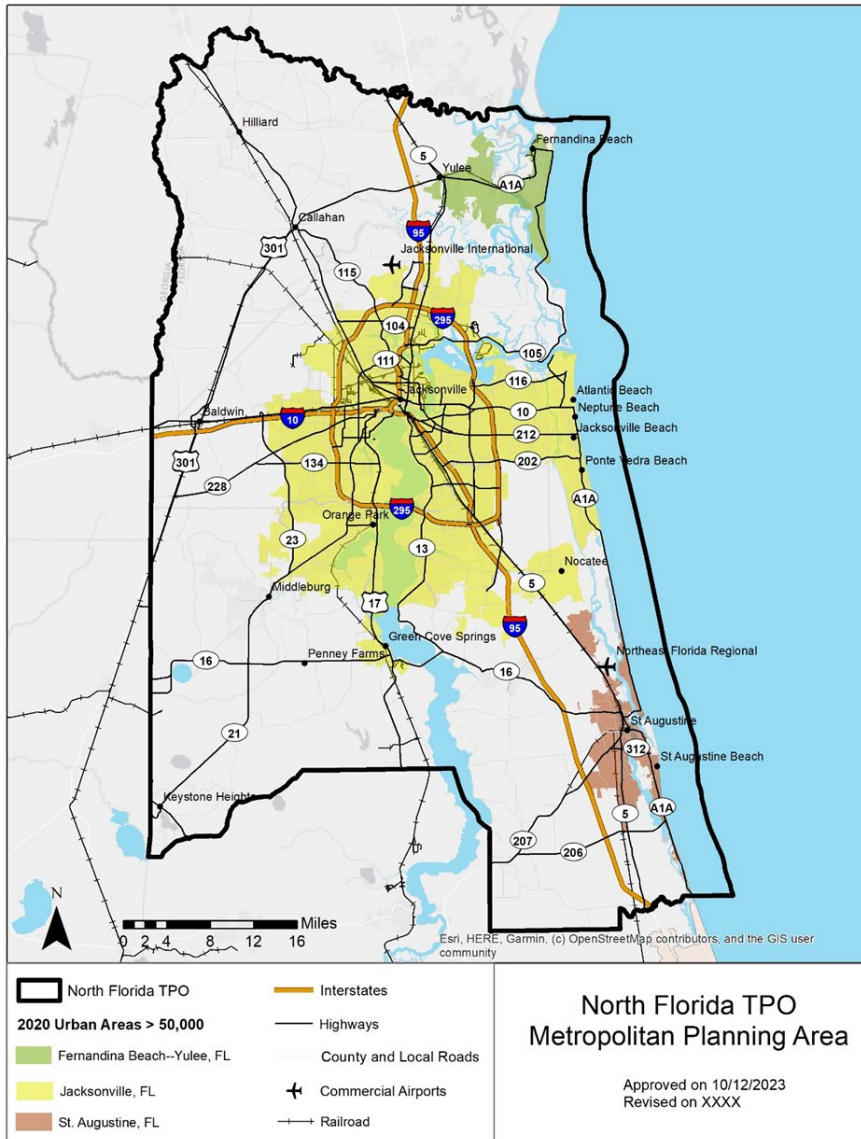 Hilliard
Fernandina Beach
5
Yulee
A1A
Callahan
95
301
Jacksonville International
115
GEORGIA
FLORIDA
295
104
105
111
116
Atlantic Beach
Jacksonville
10
Neptune Beach
Baldwin
10
212
Jacksonville Beach
301
134
202
Ponte Vedra Beach
228
A1A
295
Orange Park
23
13
Nocatee
5
Middleburg
17
95
Green Cove Springs
Penney Farms
Northeast Florida Regional
16
16
21
St Augustine
312
St Augustine Beach
Keystone Heights
A1A
5
207
206
N
Miles
0 2 4 8 12 16
Esri, HERE, Garmin, (c) OpenStreetMap contributors, and the GIS user
community
North Florida TPO
2020 Urban Areas > 50,000
Fernandina Beach--Yulee, FL
Jacksonville, FL
St. Augustine, FL
Interstates
Highways
County and Local Roads
Commercial Airports
Railroad
North Florida TPO
Metropolitan Planning Area
Approved on 10/12/2023
Revised on XXXX